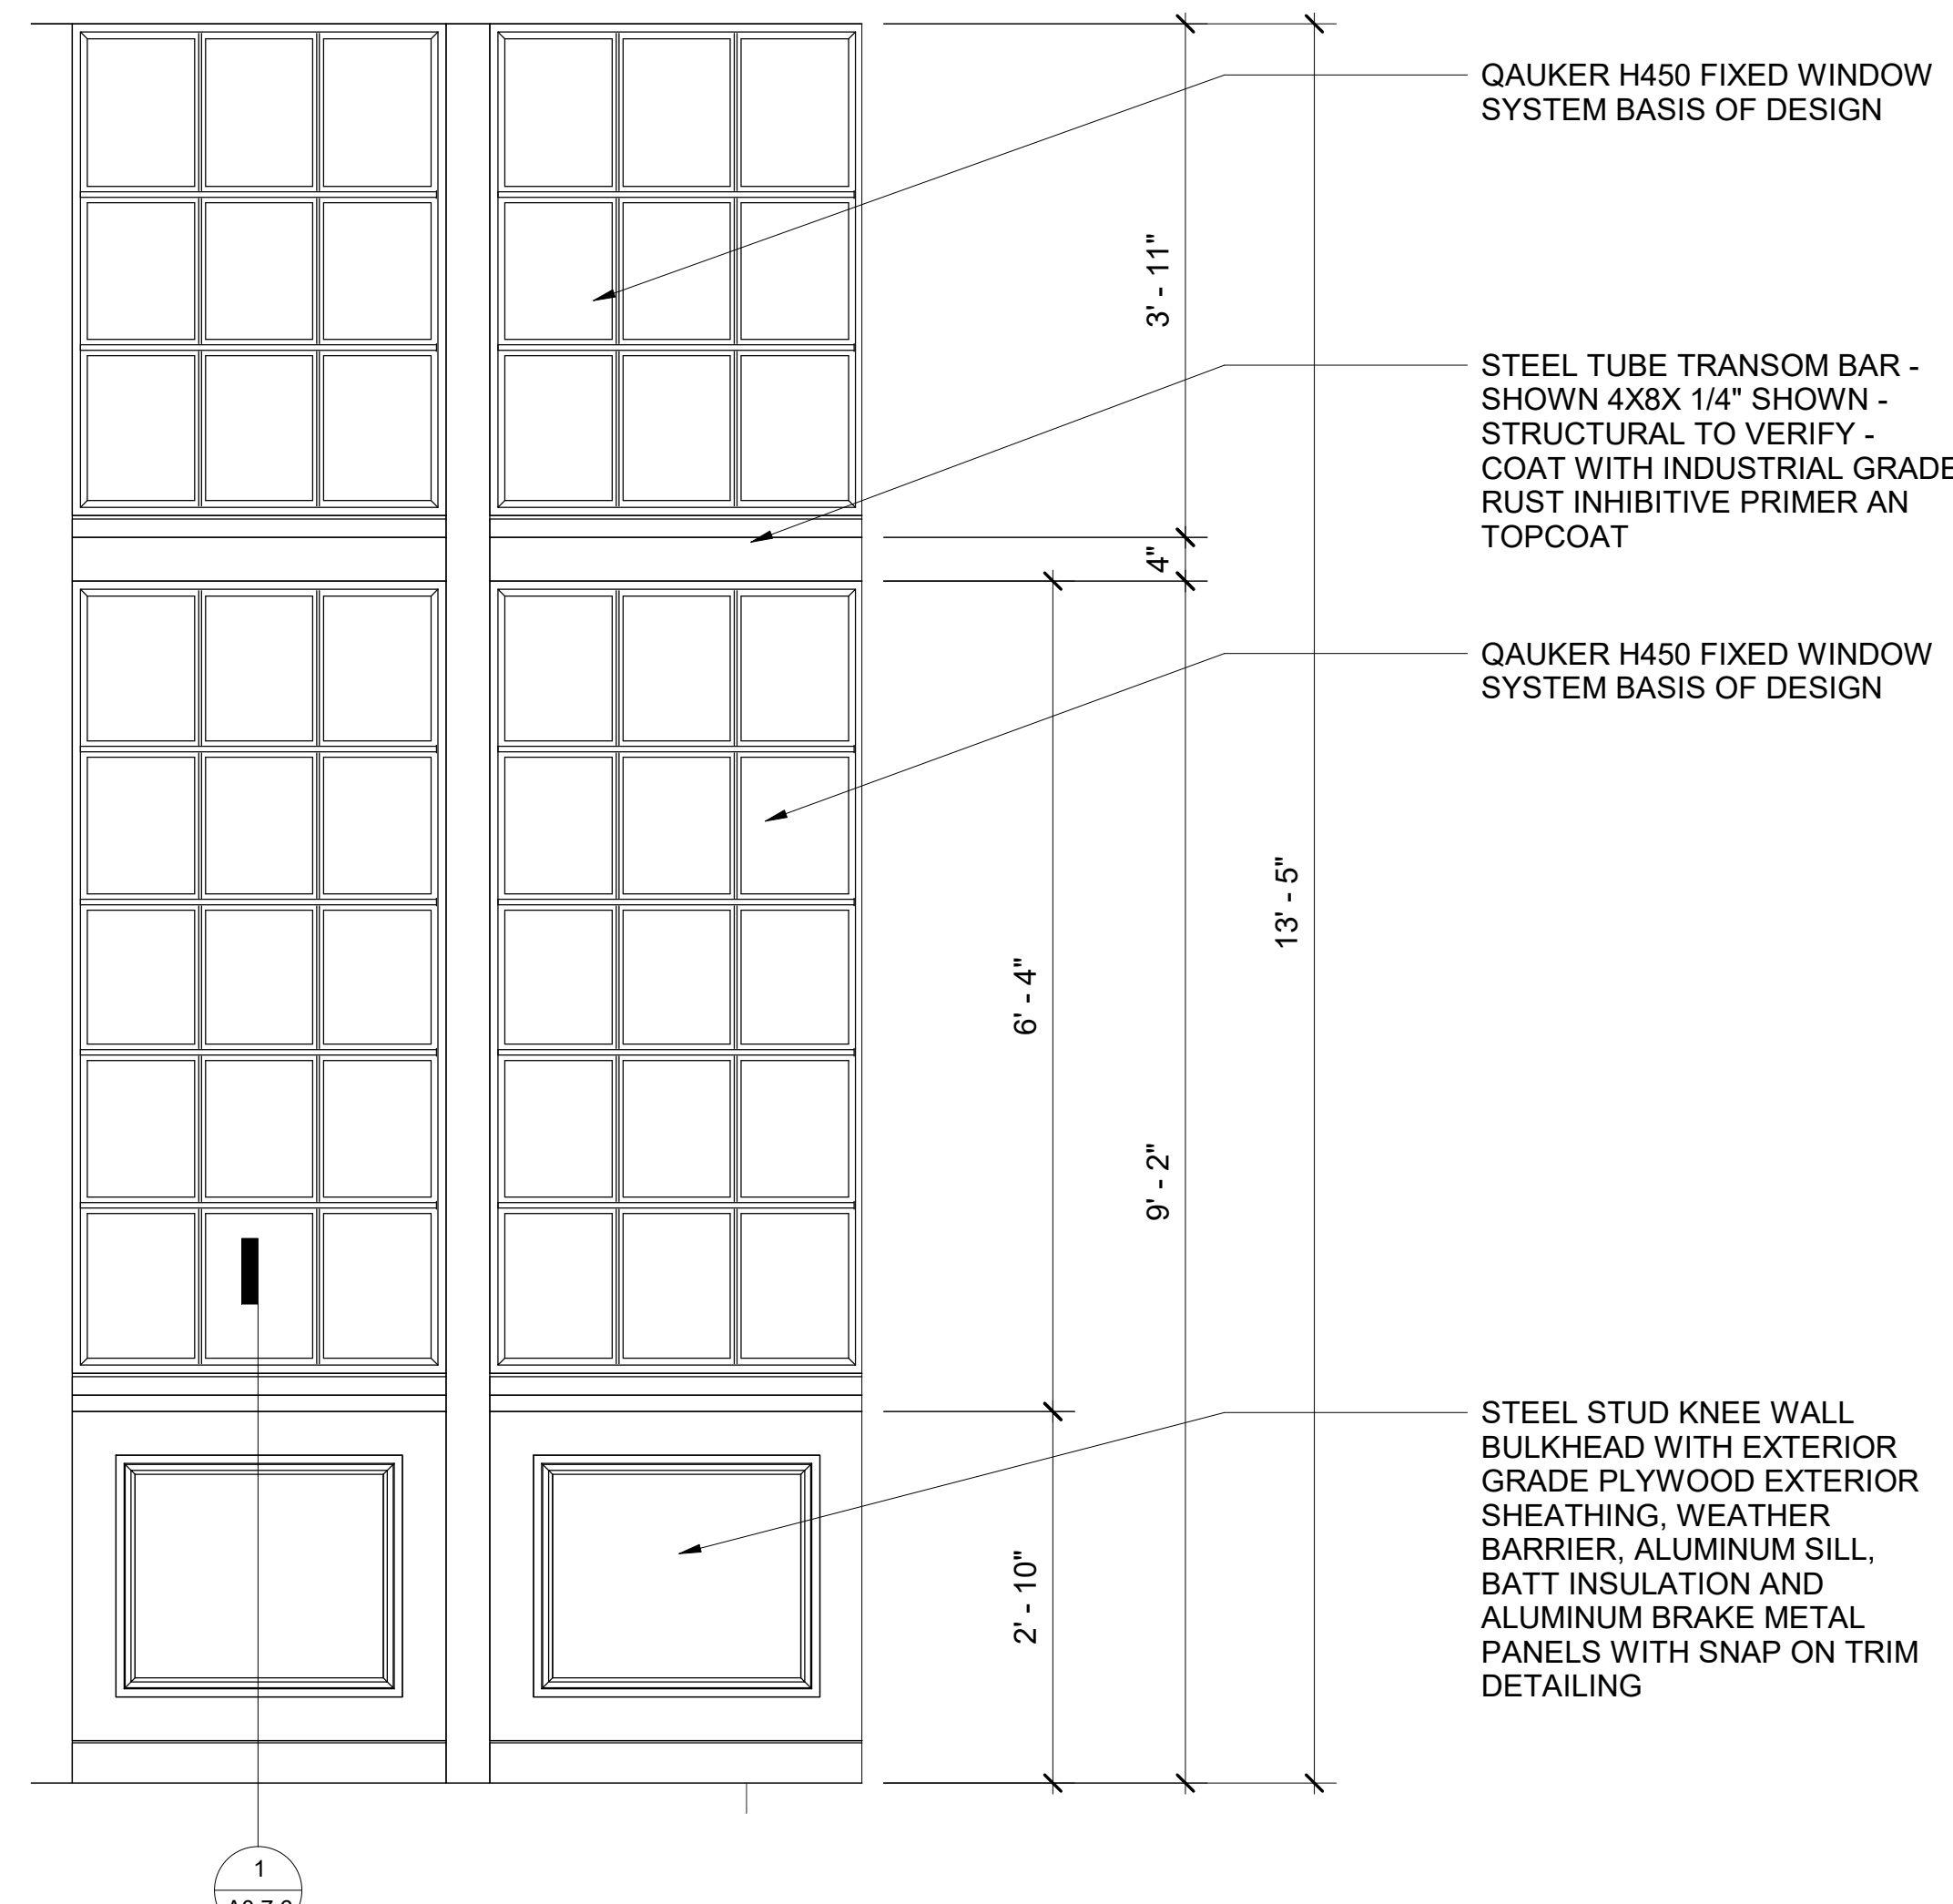 QAUKER H450 FIXED WINDOW
SYSTEM BASIS OF DESIGN
3' - 11"
STEEL TUBE TRANSOM BAR -
SHOWN 4X8X 1/4" SHOWN -
STRUCTURAL TO VERIFY -
COAT WITH INDUSTRIAL GRADE
RUST INHIBITIVE PRIMER AN
TOPCOAT
4"
QAUKER H450 FIXED WINDOW
SYSTEM BASIS OF DESIGN
13' - 5"
6' - 4"
9' - 2"
STEEL STUD KNEE WALL
BULKHEAD WITH EXTERIOR
GRADE PLYWOOD EXTERIOR
SHEATHING, WEATHER
BARRIER, ALUMINUM SILL,
BATT INSULATION AND
ALUMINUM BRAKE METAL
PANELS WITH SNAP ON TRIM
DETAILING
2' - 10"
1